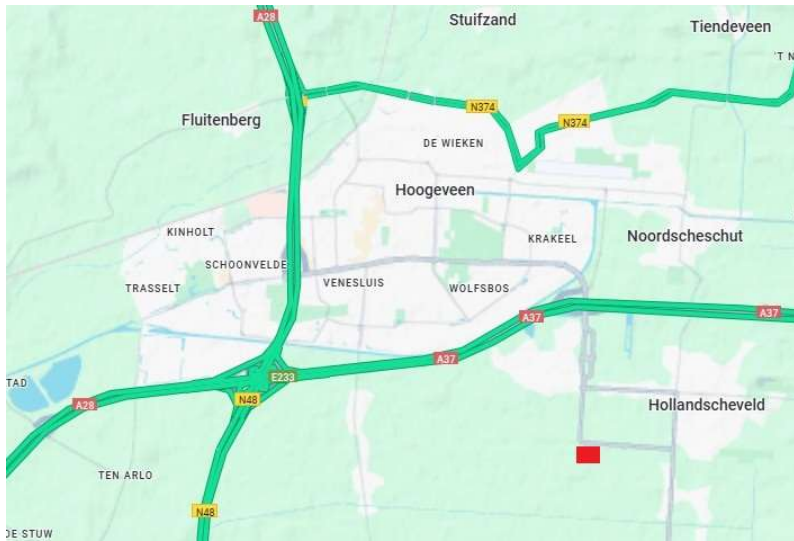 A28
Stuifzand
Tiendeveen
'T N
N374
Fluitenberg
N374
DE WIEKEN
Hoogeveen
KINHOLT
KRAKEEL
Noordscheschut
SCHOONVELDE
TRASSELT
VENESLUIS
WOLFSBOS
A37
A37
A37
E233
STAD
N48
A28
Hollandscheveld
TEN ARLO
N48
DE STUW